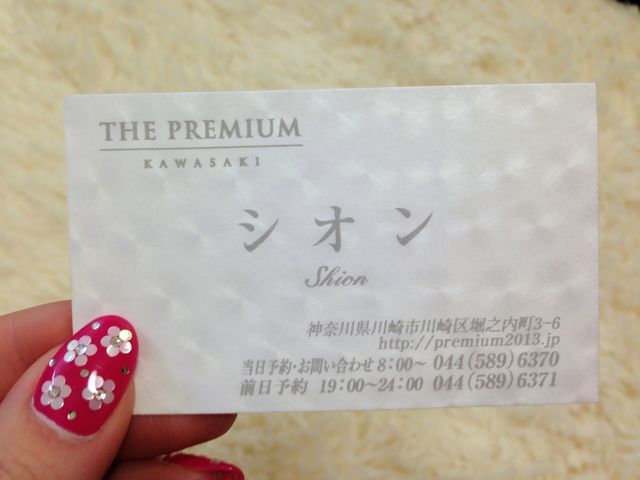 THE PREMIUM
KAWASAKI
シオン
Shion
神奈川県川崎市川崎区堀之内町3-6
http://premium2013.jp
当日予約・お問い合わせ 8:00〜 044(589)6370
前日予約 19:00〜24:00 044(589)6371